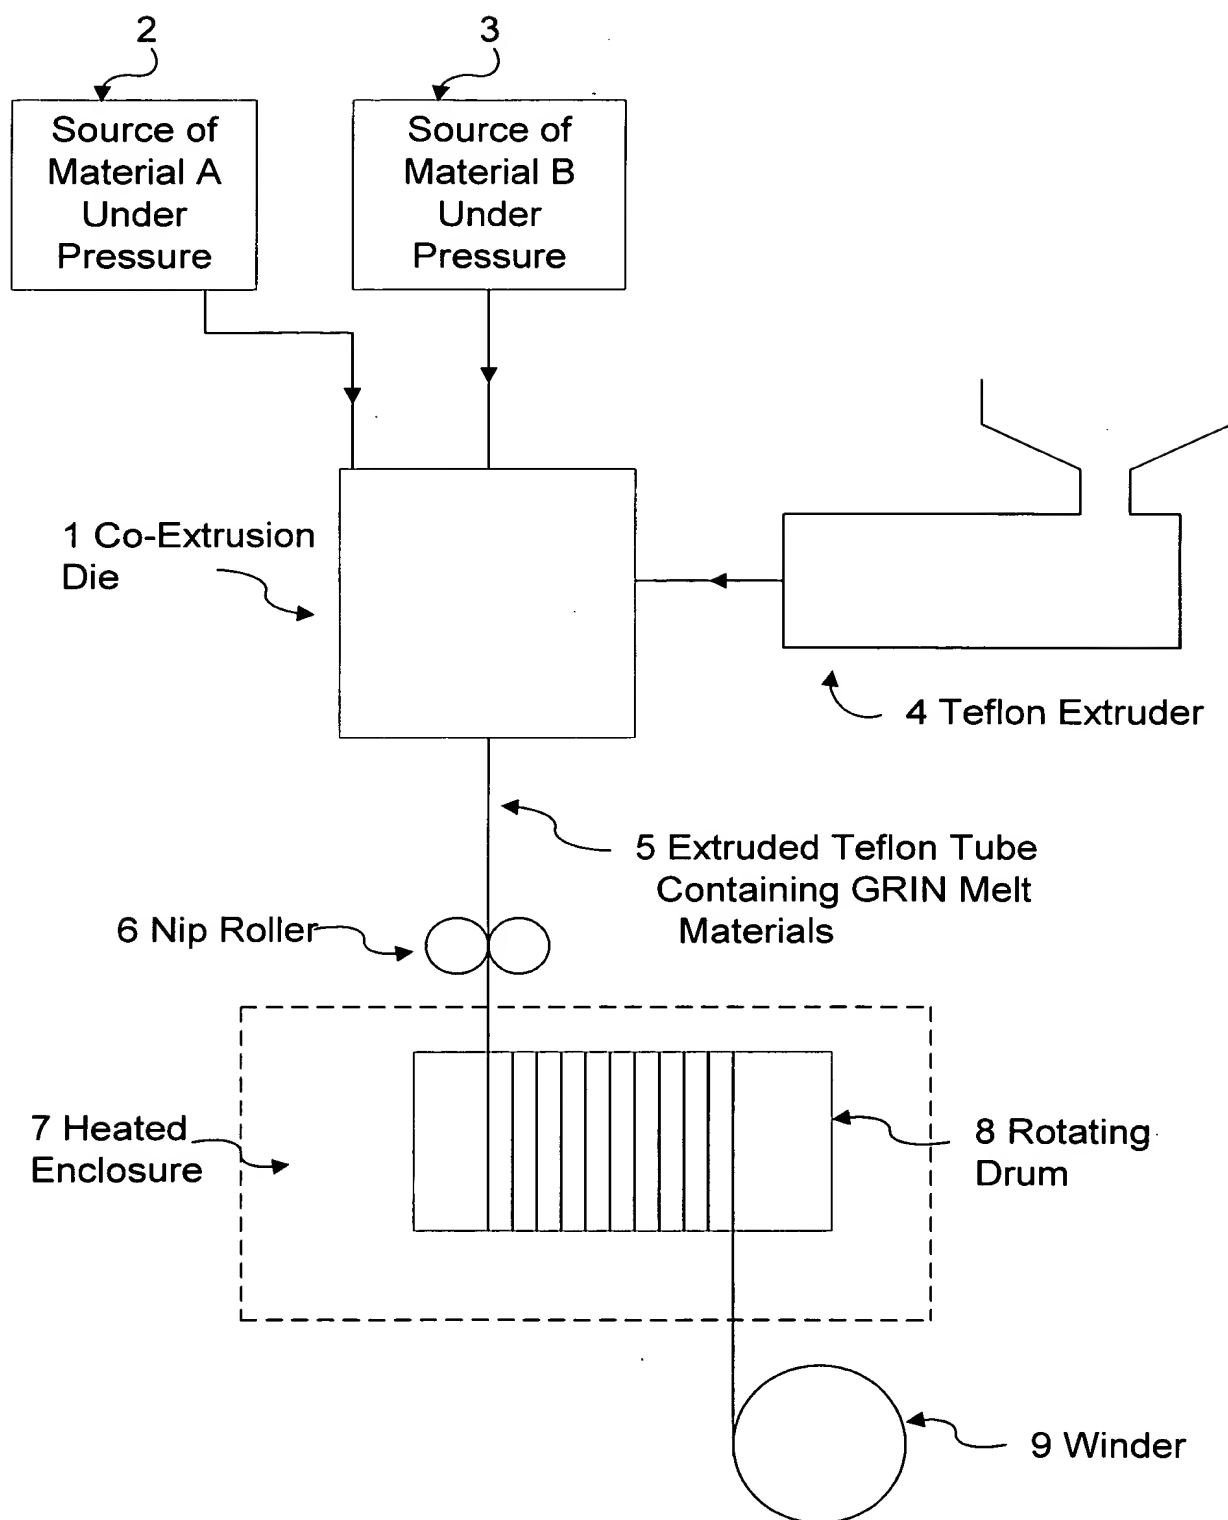 2
3
Source of
Material A
Under
Pressure
Source of
Material B
Under
Pressure
1 Co-Extrusion
Die
4 Teflon Extruder
5 Extruded Teflon Tube
Containing GRIN Melt
Materials
6 Nip Roller
7 Heated
Enclosure
8 Rotating
Drum
9 Winder